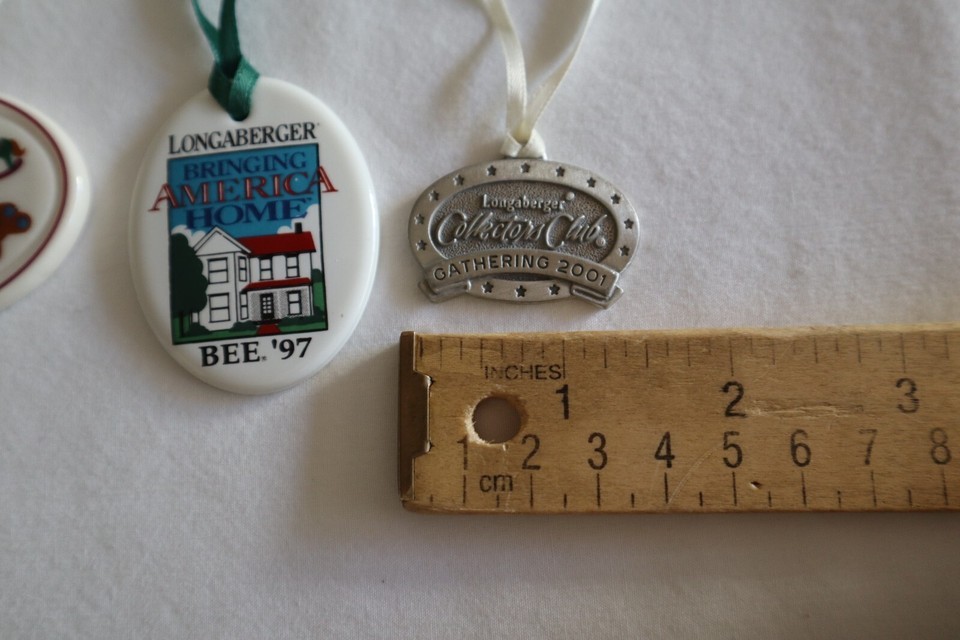 LONGABERGER®
BRINGING
AMERICA
HOME™
BEE® '97
Longaberger®
Collectors Club®
GATHERING 2001
INCHES
1 2 3
1 2 3 4 5 6 7 8
cm